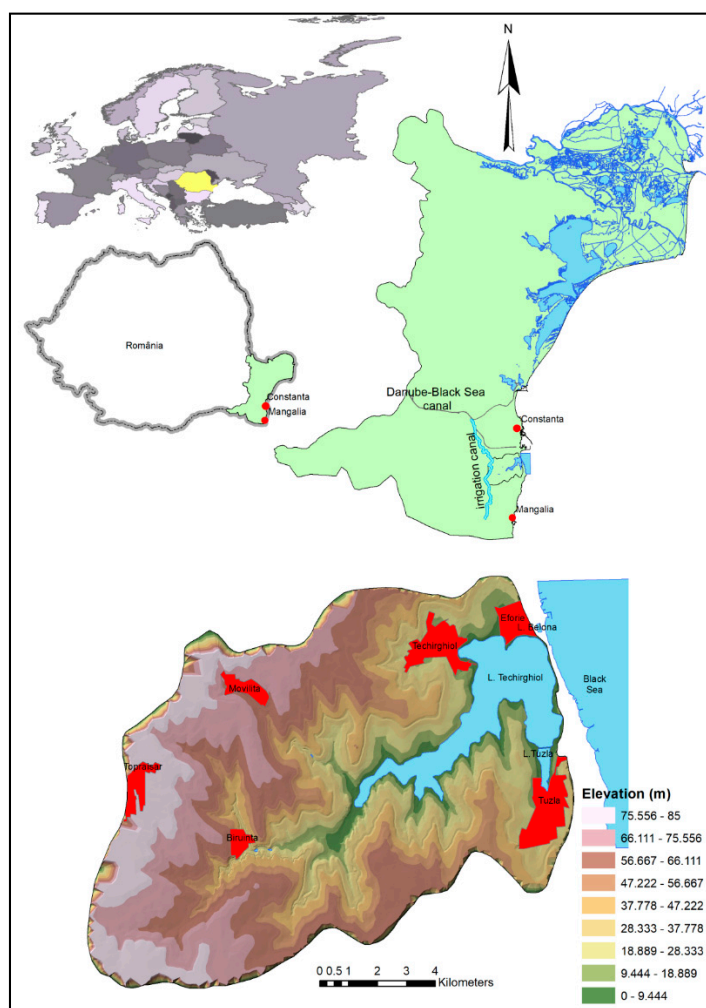 N
România
Constanta
Mangalia
Danube-Black Sea
canal
Constanta
irrigation canal
Mangalia
Eforie
L. Belona
Techirghiol
L. Techirghiol
Black
Sea
Movilita
Topraisar
L.Tuzla
Tuzla
Biruinta
Elevation (m)
75.556 - 85
66.111 - 75.556
56.667 - 66.111
47.222 - 56.667
37.778 - 47.222
28.333 - 37.778
18.889 - 28.333
9.444 - 18.889
0 - 9.444
0 0.5 1 2 3 4
Kilometers